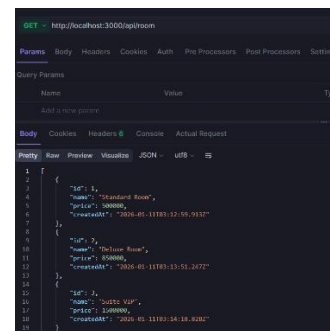 GET http://localhost:3000/api/room
Params Body Headers Cookies Auth Pre Processors Post Processors Settin
Query Params
Name Value Ty
Add a new param
Body Cookies Headers 6 Console Actual Request
Pretty Raw Preview Visualize JSON utf8
1 [
2 {
3 "id": 1,
4 "name": "Standard Room",
5 "price": 500000,
6 "createdAt": "2026-01-11T03:12:59.913Z"
7 },
8 {
9 "id": 2,
10 "name": "Deluxe Room",
11 "price": 850000,
12 "createdAt": "2026-01-11T03:13:51.247Z"
13 },
14 {
15 "id": 3,
16 "name": "Suite VIP",
17 "price": 1500000,
18 "createdAt": "2026-01-11T03:14:18.828Z"
19 }